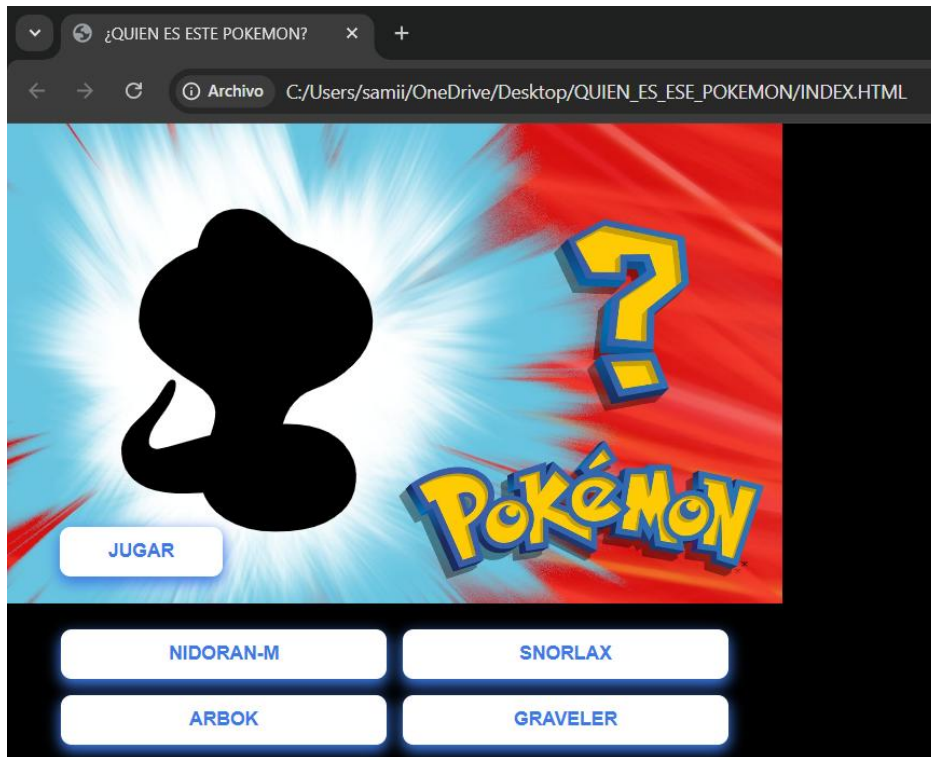 ¿QUIEN ES ESTE POKEMON?
Archivo C:/Users/samii/OneDrive/Desktop/QUIEN_ES_ESE_POKEMON/INDEX.HTML
?
POKéMON
JUGAR
NIDORAN-M SNORLAX
ARBOK GRAVELER